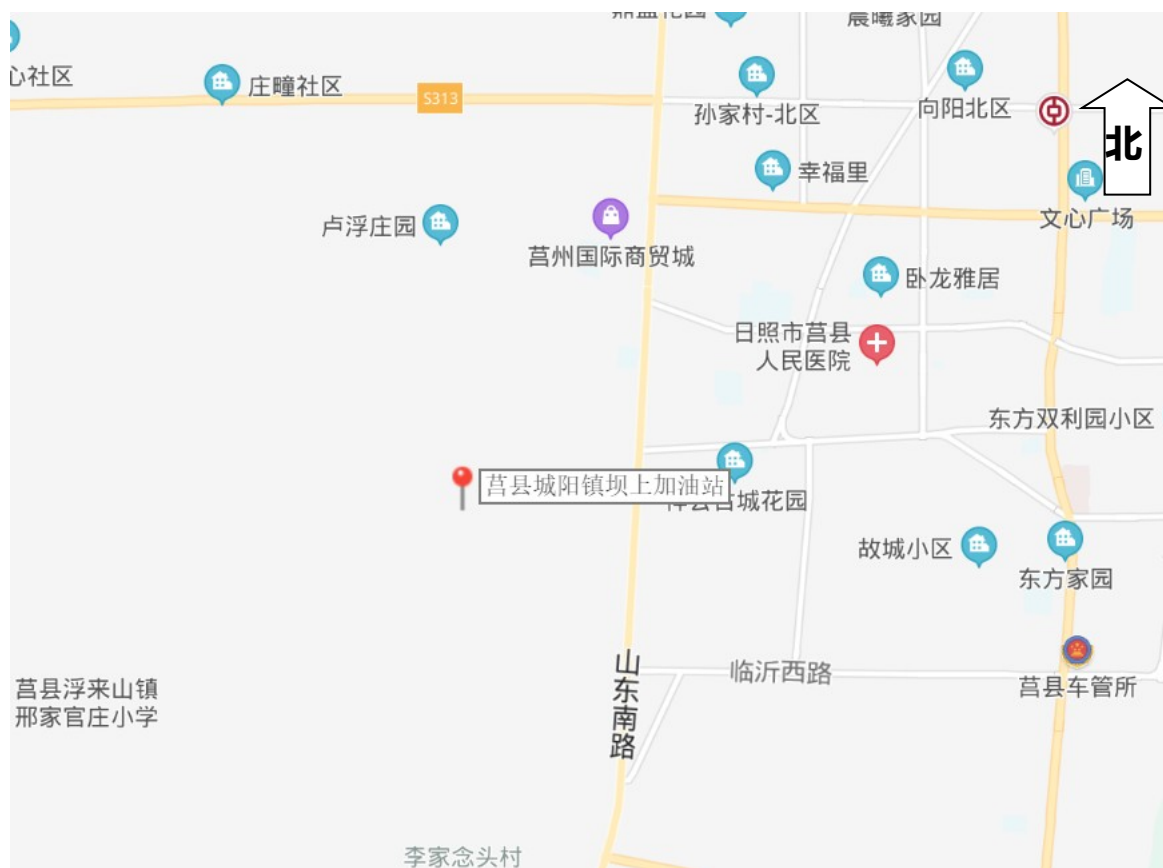 晨曦家园
心社区
庄疃社区
S313
孙家村-北区
向阳北区
北
幸福里
文心广场
卢浮庄园
莒州国际商贸城
卧龙雅居
日照市莒县
人民医院
东方双利园小区
莒县城阳镇坝上加油站
古城花园
故城小区
东方家园
山东南路
临沂西路
莒县浮来山镇
邢家官庄小学
莒县车管所
李家念头村